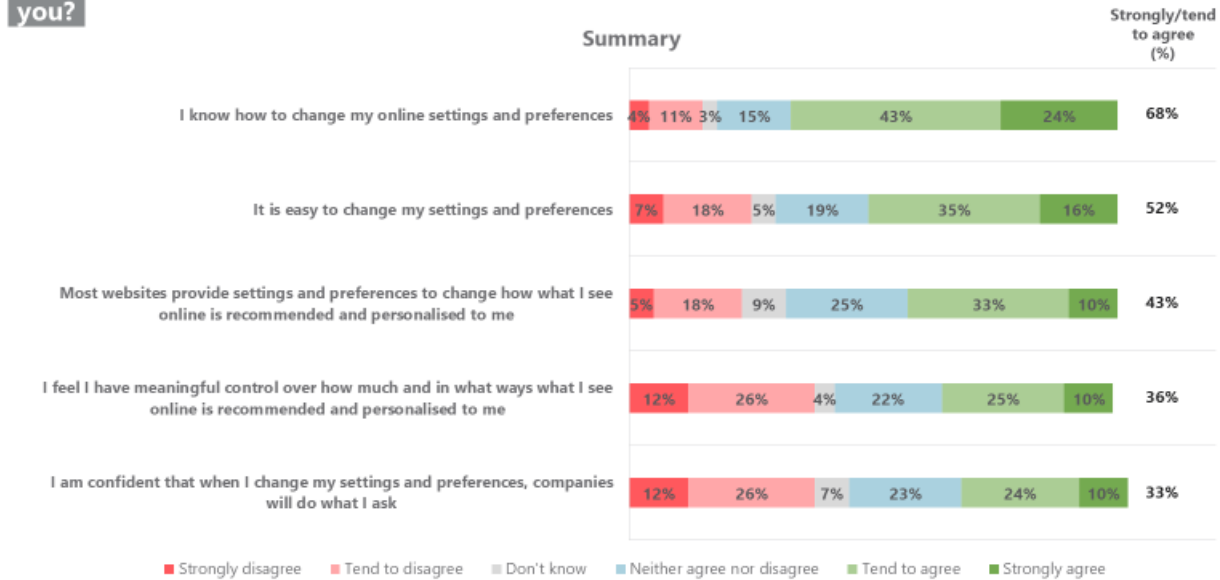 you?
Summary
Strongly/tend
to agree
(%)
I know how to change my online settings and preferences
4% 11% 3% 15% 43% 24% 68%
It is easy to change my settings and preferences
7% 18% 5% 19% 35% 16% 52%
Most websites provide settings and preferences to change how what I see
online is recommended and personalised to me
5% 18% 9% 25% 33% 10% 43%
I feel I have meaningful control over how much and in what ways what I see
online is recommended and personalised to me
12% 26% 4% 22% 25% 10% 36%
I am confident that when I change my settings and preferences, companies
will do what I ask
12% 26% 7% 23% 24% 10% 33%
Strongly disagree Tend to disagree Don't know Neither agree nor disagree Tend to agree Strongly agree